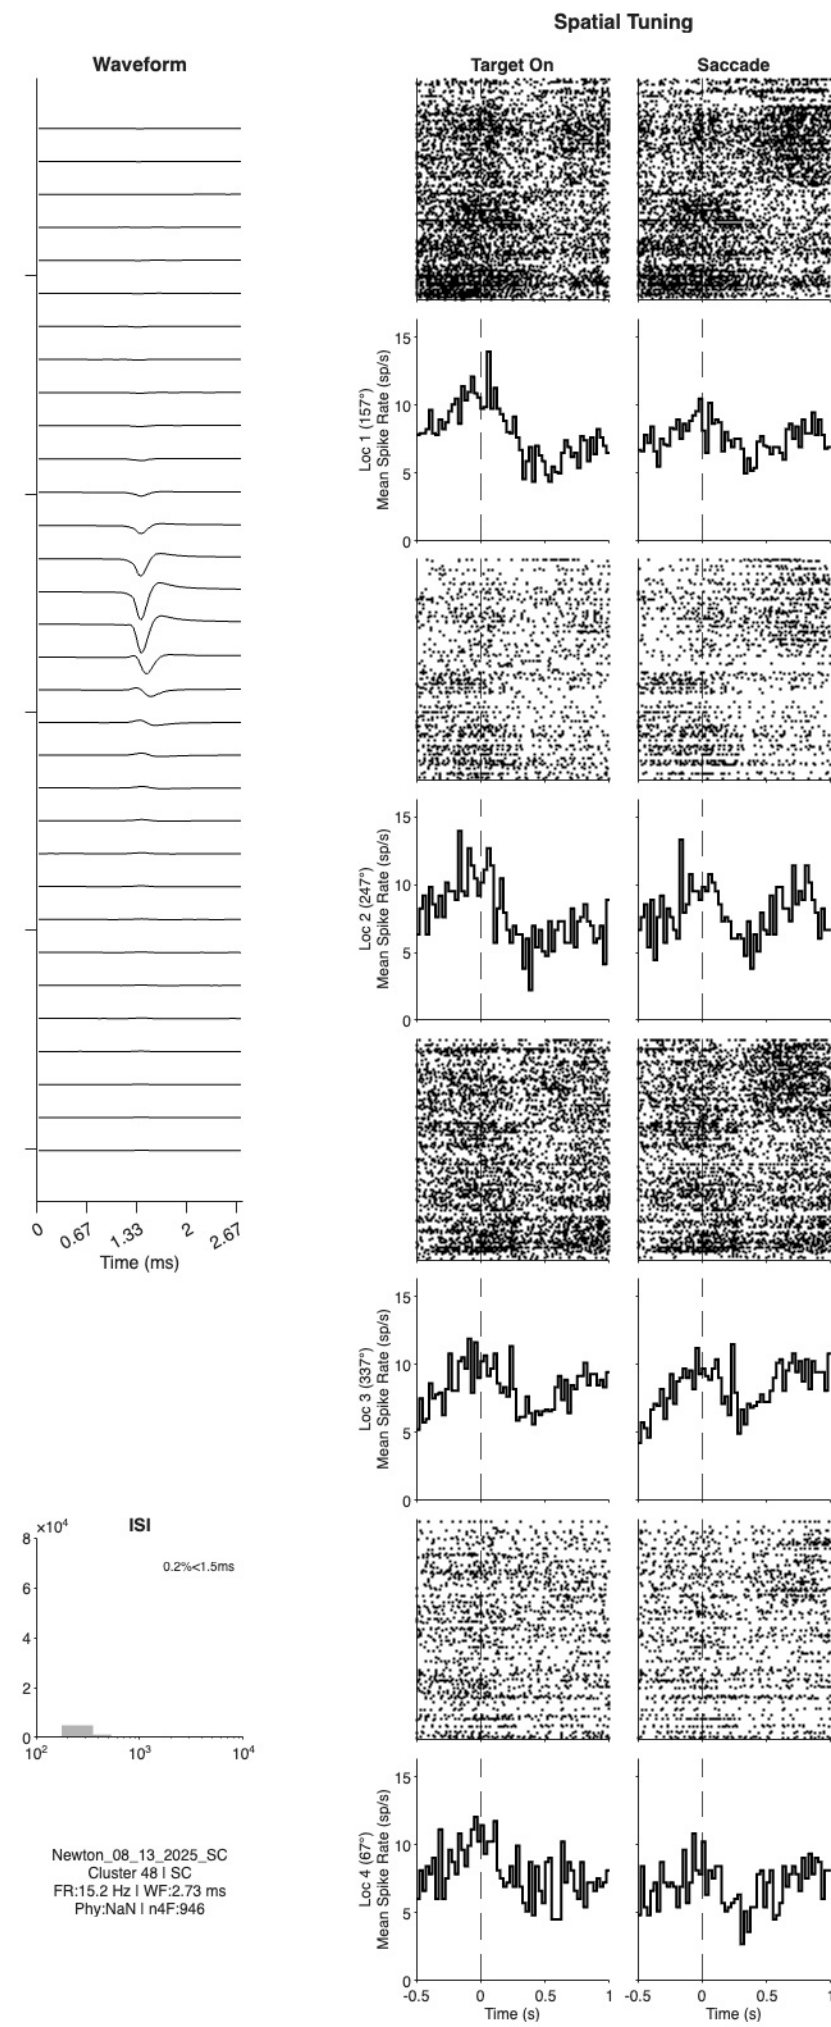 Spatial Tuning
Waveform
Target On
Saccade
0
0.67
1.33
2
2.67
Time (ms)
15
10
5
0
Loc 1 (157°)
Mean Spike Rate (sp/s)
15
10
5
0
Loc 2 (247°)
Mean Spike Rate (sp/s)
15
10
5
0
Loc 3 (337°)
Mean Spike Rate (sp/s)
ISI
×10⁴
8
6
4
2
0
0.2%<1.5ms
10² 10³ 10⁴
Newton_08_13_2025_SC
Cluster 48 | SC
FR:15.2 Hz | WF:2.73 ms
Phy:NaN | n4F:946
15
10
5
0
Loc 4 (67°)
Mean Spike Rate (sp/s)
-0.5 0 0.5 1
Time (s)
0 0.5 1
Time (s)